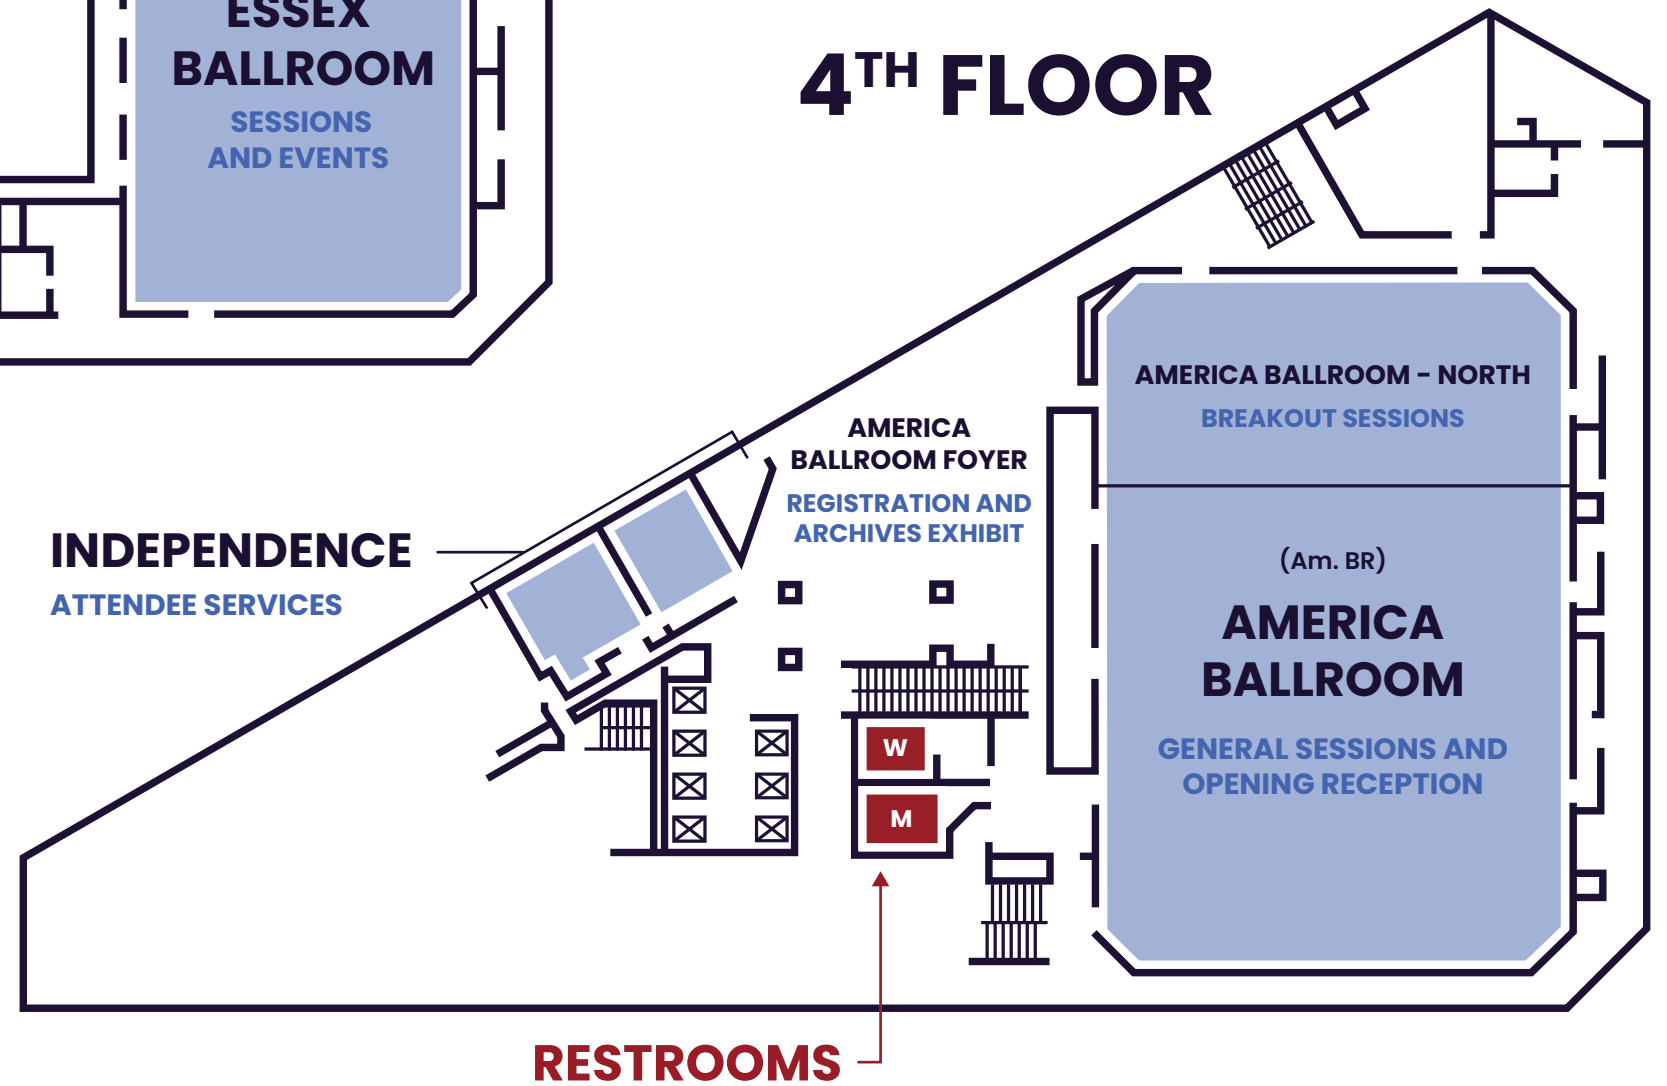 ESSEX
BALLROOM
SESSIONS
AND EVENTS
4TH FLOOR
AMERICA BALLROOM – NORTH
BREAKOUT SESSIONS
AMERICA
BALLROOM FOYER
REGISTRATION AND
ARCHIVES EXHIBIT
INDEPENDENCE
ATTENDEE SERVICES
(Am. BR)
AMERICA
BALLROOM
GENERAL SESSIONS AND
OPENING RECEPTION
W
M
RESTROOMS